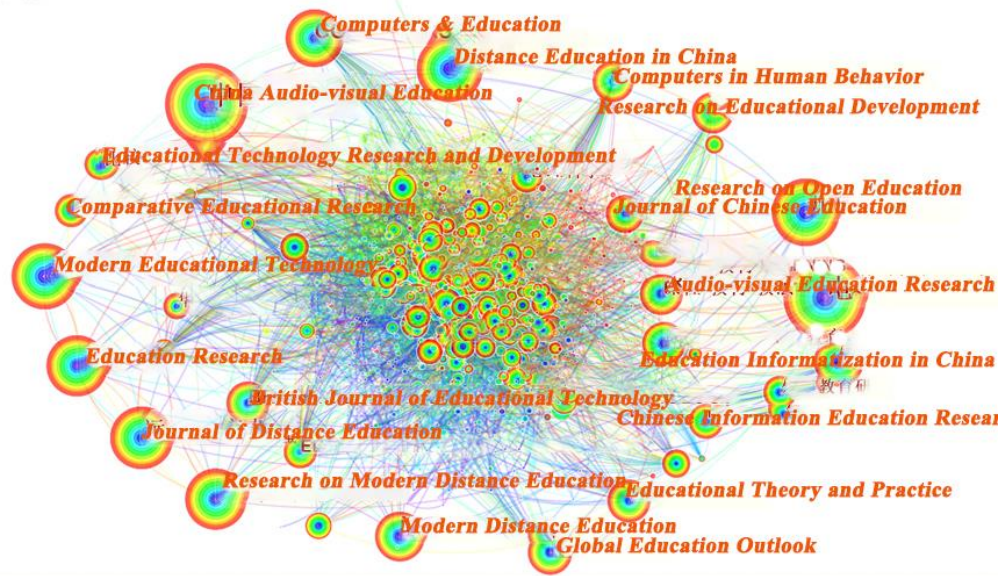 Computers & Education
Distance Education in China
Computers in Human Behavior
China Audio-visual Education
Research on Educational Development
Educational Technology Research and Development
Research on Open Education
Comparative Educational Research
Journal of Chinese Education
Modern Educational Technology
Audio-visual Education Research
Education Research
Education Informatization in China
British Journal of Educational Technology
Chinese Information Education Resear
Journal of Distance Education
Research on Modern Distance Education
Educational Theory and Practice
Modern Distance Education
Global Education Outlook